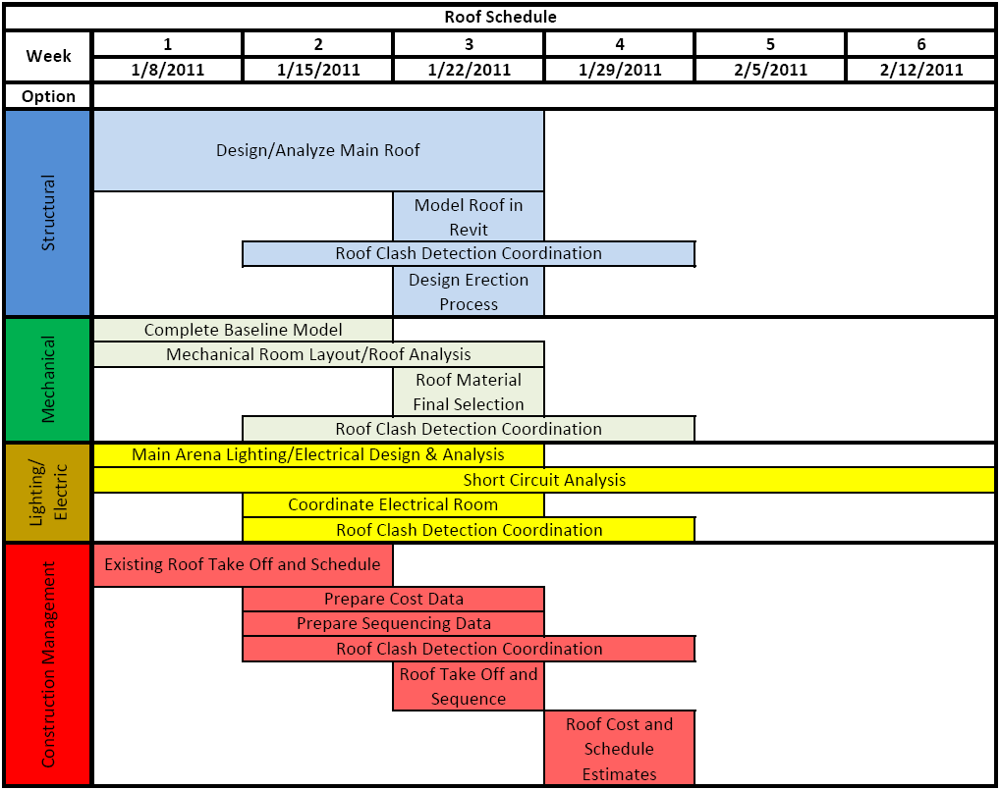 Roof Schedule
Week
1
2
3
4
5
6
1/8/2011
1/15/2011
1/22/2011
1/29/2011
2/5/2011
2/12/2011
Option
Structural
Design/Analyze Main Roof
Model Roof in
Revit
Roof Clash Detection Coordination
Design Erection
Process
Mechanical
Complete Baseline Model
Mechanical Room Layout/Roof Analysis
Roof Material
Final Selection
Roof Clash Detection Coordination
Lighting/
Electric
Main Arena Lighting/Electrical Design & Analysis
Short Circuit Analysis
Coordinate Electrical Room
Roof Clash Detection Coordination
Construction Management
Existing Roof Take Off and Schedule
Prepare Cost Data
Prepare Sequencing Data
Roof Clash Detection Coordination
Roof Take Off and
Sequence
Roof Cost and
Schedule
Estimates